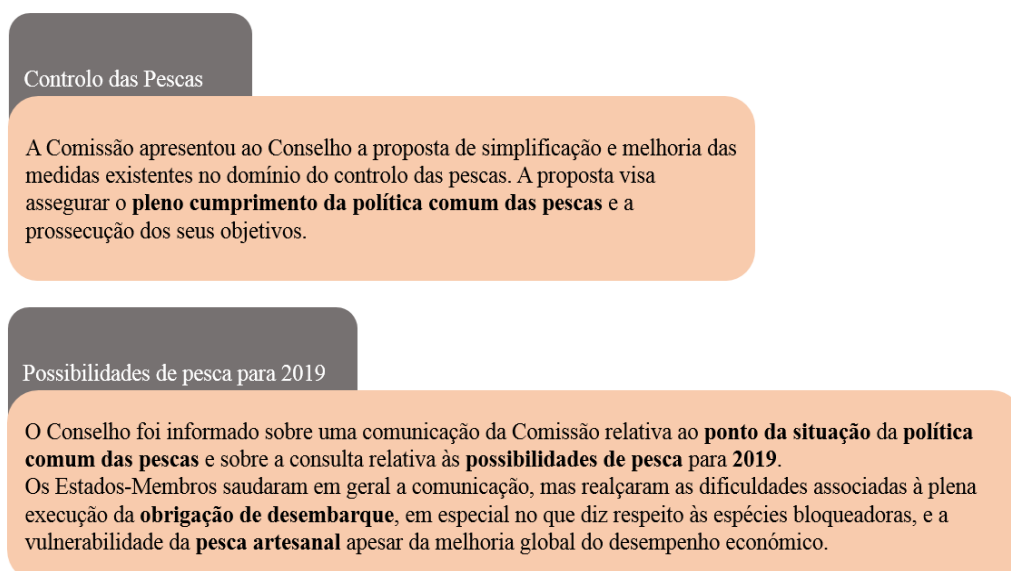 Controlo das Pescas
A Comissão apresentou ao Conselho a proposta de simplificação e melhoria das
medidas existentes no domínio do controlo das pescas. A proposta visa
assegurar o pleno cumprimento da política comum das pescas e a
prossecução dos seus objetivos.
Possibilidades de pesca para 2019
O Conselho foi informado sobre uma comunicação da Comissão relativa ao ponto da situação da política
comum das pescas e sobre a consulta relativa às possibilidades de pesca para 2019.
Os Estados-Membros saudaram em geral a comunicação, mas realçaram as dificuldades associadas à plena
execução da obrigação de desembarque, em especial no que diz respeito às espécies bloqueadoras, e a
vulnerabilidade da pesca artesanal apesar da melhoria global do desempenho económico.